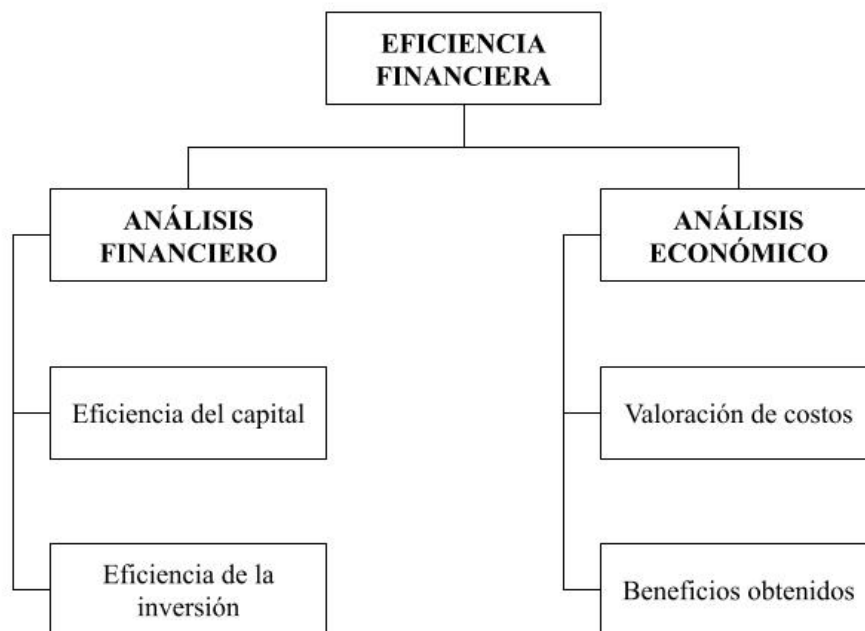 EFICIENCIA
FINANCIERA
ANÁLISIS
FINANCIERO
Eficiencia del capital
Eficiencia de la
inversión
ANÁLISIS
ECONÓMICO
Valoración de costos
Beneficios obtenidos